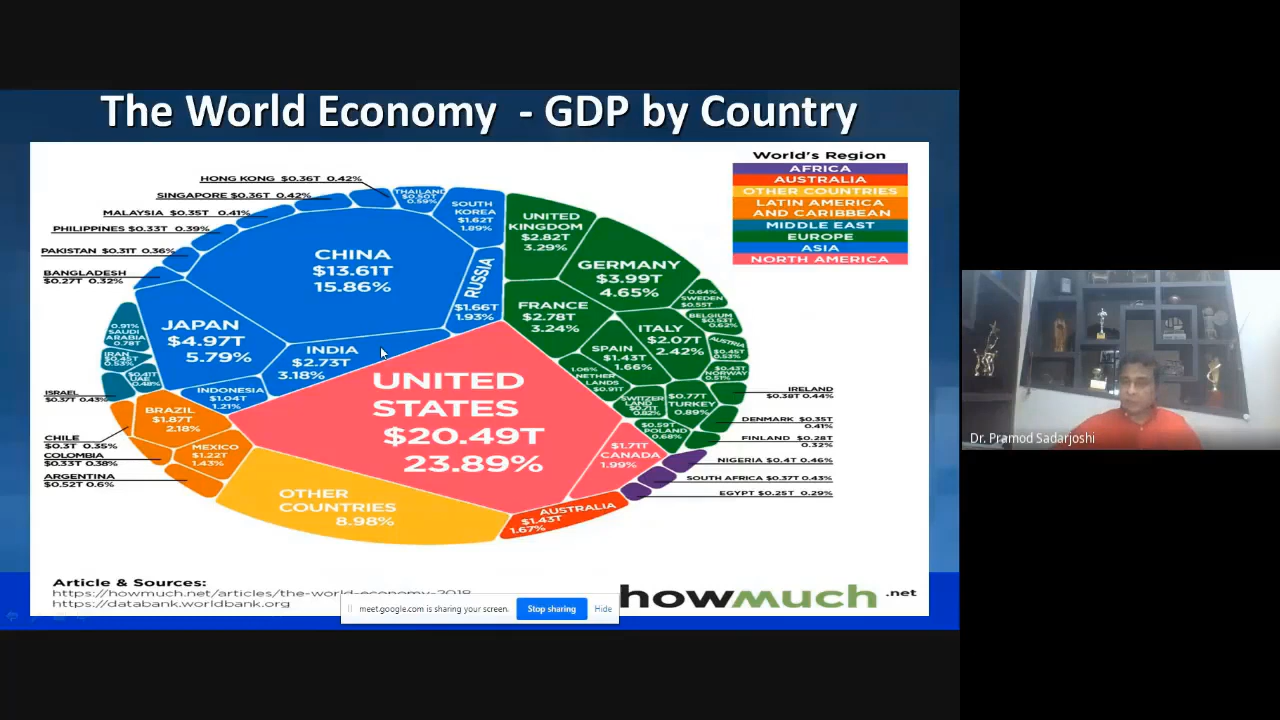 The World Economy - GDP by Country
World's Region
AFRICA
AUSTRALIA
OTHER COUNTRIES
LATIN AMERICA
AND CARIBBEAN
MIDDLE EAST
EUROPE
ASIA
NORTH AMERICA
HONG KONG $0.36T 0.42%
SINGAPORE $0.36T 0.42%
MALAYSIA $0.35T 0.41%
PHILIPPINES $0.33T 0.39%
PAKISTAN $0.31T 0.36%
BANGLADESH
$0.27T 0.32%
THAILAND
$0.50T
0.59%
SOUTH
KOREA
$1.62T
1.89%
CHINA
$13.61T
15.86%
RUSSIA
$1.66T
1.93%
JAPAN
$4.97T
5.79%
INDIA
$2.73T
3.18%
INDONESIA
$1.04T
1.21%
0.91%
SAUDI
ARABIA
0.78T
IRAN
$0.45T
0.53%
$0.41T
UAE
0.48%
ISRAEL
$0.37T 0.43%
UNITED
KINGDOM
$2.82T
3.29%
GERMANY
$3.99T
4.65%
FRANCE
$2.78T
3.24%
ITALY
$2.07T
2.42%
SPAIN
$1.43T
1.66%
0.64%
SWEDEN
$0.55T
BELGIUM
$0.53T
0.62%
AUSTRIA
$0.45T
0.53%
$0.43T
NORWAY
0.51%
1.06%
NETHER
LANDS
$0.91T
SWITZER
LAND
$0.71T
0.82%
$0.77T
TURKEY
0.89%
$0.59T
POLAND
0.68%
IRELAND
$0.38T 0.44%
DENMARK $0.35T
0.41%
FINLAND $0.28T
0.32%
UNITED
STATES
$20.49T
23.89%
$1.71T
CANADA
1.99%
BRAZIL
$1.87T
2.18%
MEXICO
$1.22T
1.43%
CHILE
$0.3T 0.35%
COLOMBIA
$0.33T 0.38%
ARGENTINA
$0.52T 0.6%
OTHER
COUNTRIES
8.98%
AUSTRALIA
$1.43T
1.67%
NIGERIA $0.4T 0.46%
SOUTH AFRICA $0.37T 0.43%
EGYPT $0.25T 0.29%
Article & Sources:
https://howmuch.net/articles/the-world-economy-2018
https://databank.worldbank.org
meet.google.com is sharing your screen.
Stop sharing
Hide
howmuch.net
Dr. Pramod Sadarjoshi